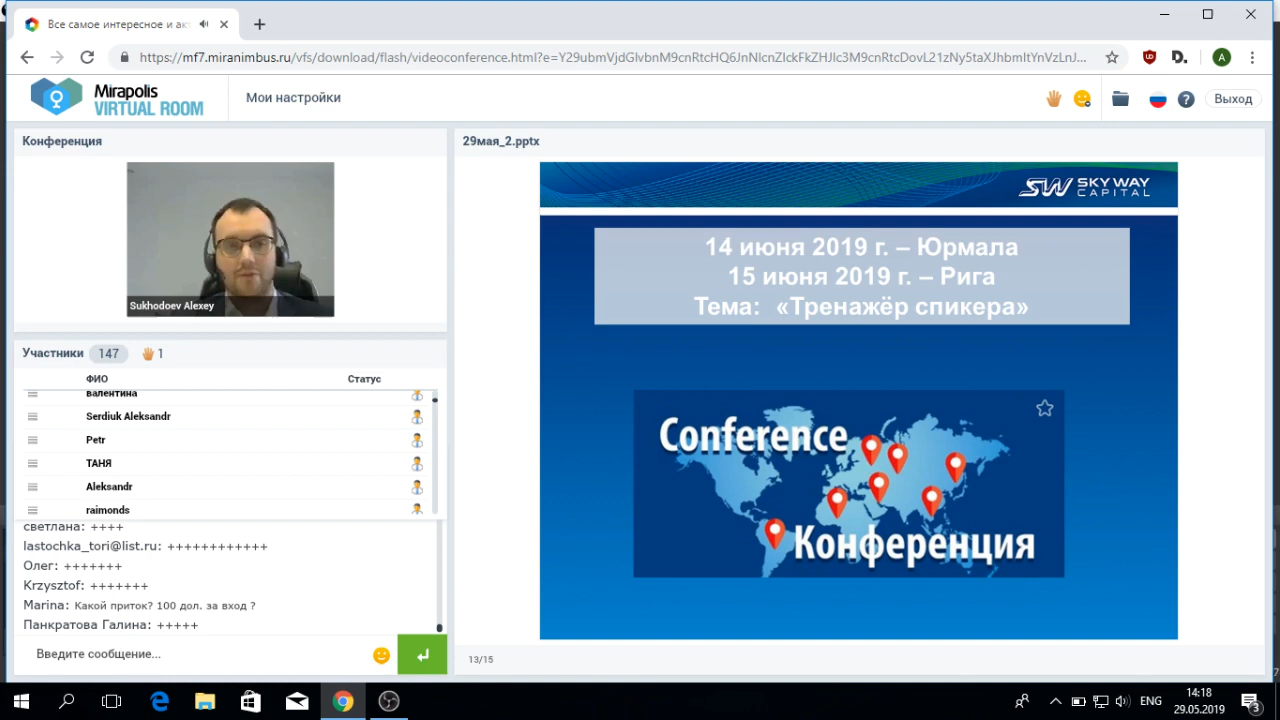 Все самое интересное и ак
https://mf7.miranimbus.ru/vfs/download/flash/videoconference.html?e=Y29ubmVjdGlvbnM9cnRtcHQ6JnNlcnZlckFkZHJlc3M9cnRtcDovL21zNy5taXJhbmltYnVzLnJ...
A
Mirapolis
VIRTUAL ROOM
Мои настройки
Выход
Конференция
29мая_2.pptx
Sukhodoev Alexey
SW SKY WAY
CAPITAL
14 июня 2019 г. – Юрмала
15 июня 2019 г. – Рига
Тема: «Тренажёр спикера»
Conference
Конференция
Участники 147 1
ФИО Статус
валентина
Serdiuk Aleksandr
Petr
ТАНЯ
Aleksandr
raimonds
светлана: ++++
lastochka_tori@list.ru: ++++++++++++
Олег: +++++++
Krzysztof: +++++++
Marina: Какой приток? 100 дол. за вход ?
Панкратова Галина: +++++
Введите сообщение...
13/15
ENG
14:18
29.05.2019
3